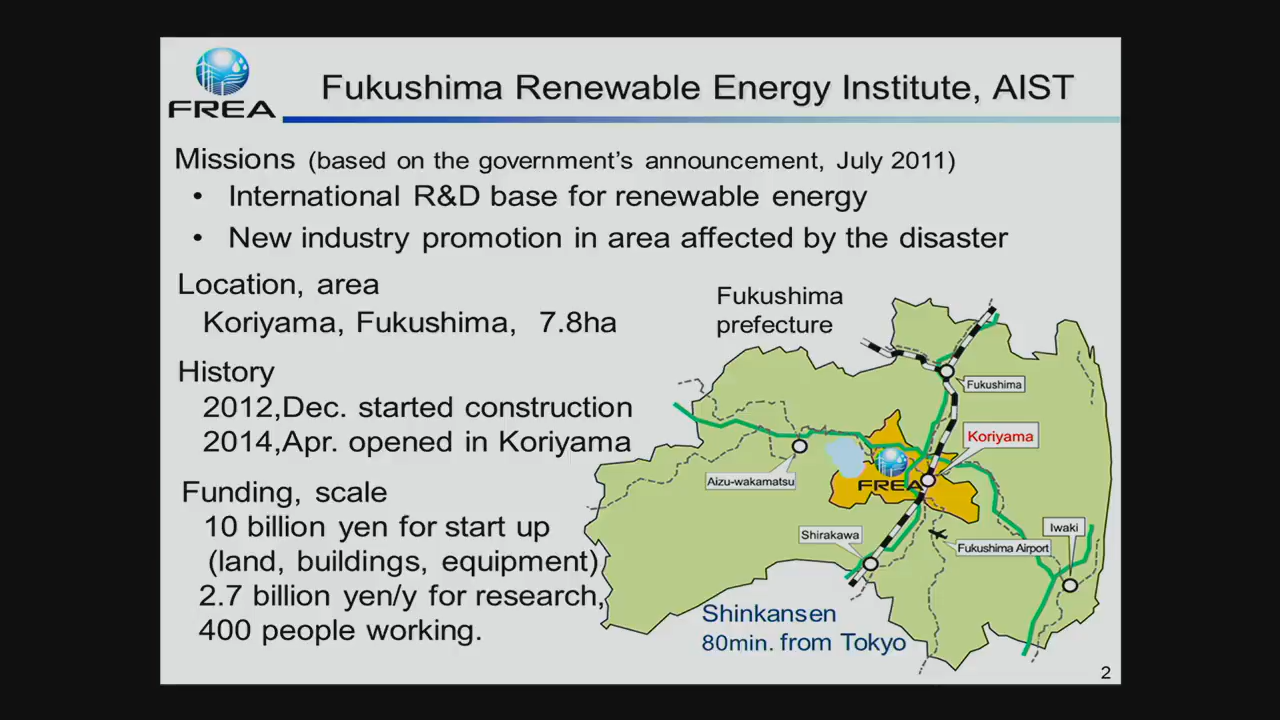 FREA
Fukushima Renewable Energy Institute, AIST
Missions (based on the government's announcement, July 2011)
• International R&D base for renewable energy
• New industry promotion in area affected by the disaster
Location, area
Koriyama, Fukushima, 7.8ha
History
2012,Dec. started construction
2014,Apr. opened in Koriyama
Funding, scale
10 billion yen for start up
(land, buildings, equipment)
2.7 billion yen/y for research,
400 people working.
Fukushima
prefecture
Fukushima
Koriyama
Aizu-wakamatsu
FREA
Shirakawa
Iwaki
Fukushima Airport
Shinkansen
80min. from Tokyo
2